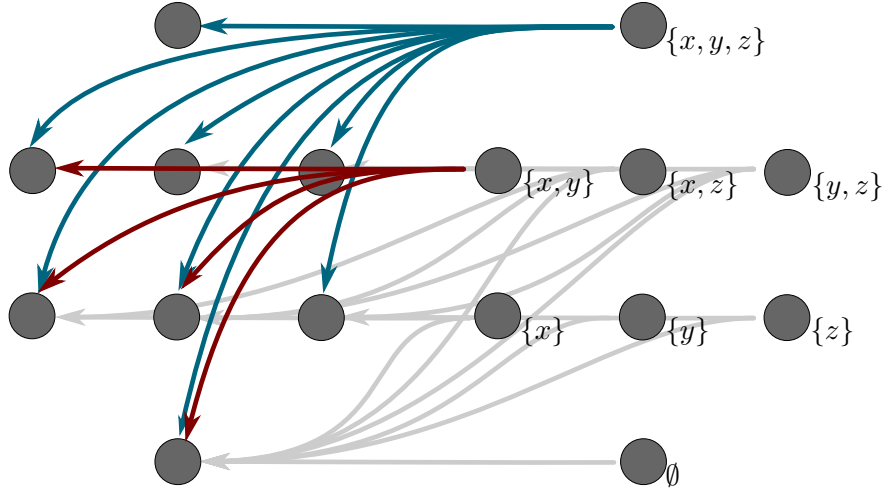 {x, y, z}
{x, y} {x, z} {y, z}
{x} {y} {z}
∅